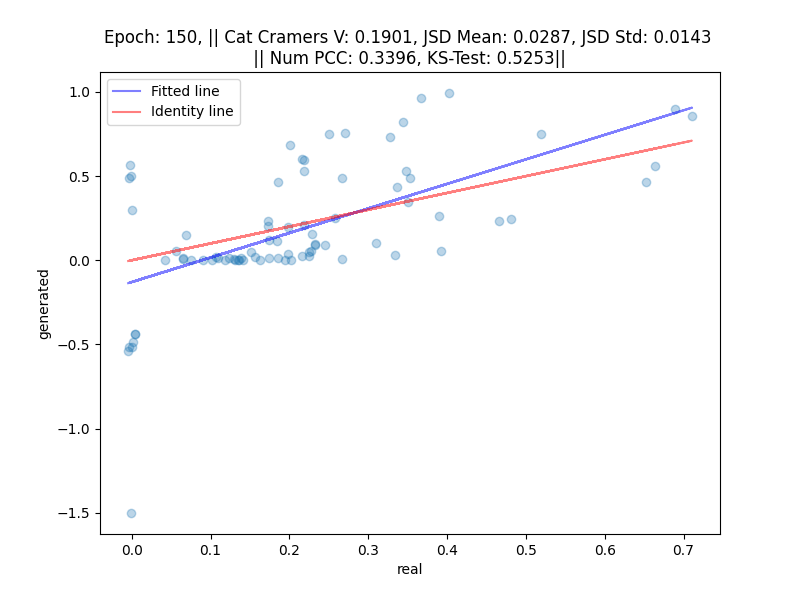 Epoch: 150, || Cat Cramers V: 0.1901, JSD Mean: 0.0287, JSD Std: 0.0143
|| Num PCC: 0.3396, KS-Test: 0.5253||
Fitted line
Identity line
1.0
0.5
0.0
−0.5
−1.0
−1.5
generated
0.0 0.1 0.2 0.3 0.4 0.5 0.6 0.7
real